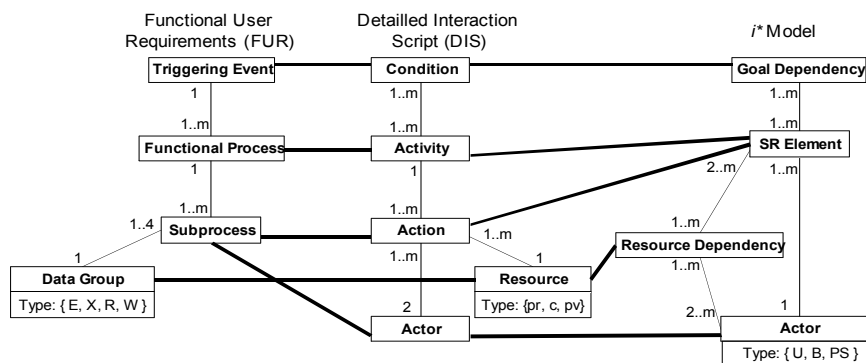 Functional User
Requirements (FUR)
Detailled Interaction
Script (DIS)
i* Model
Triggering Event
Condition
Goal Dependency
1
1..m
1..m
1..m
1..m
1..m
Functional Process
Activity
SR Element
1
1
2..m
1..m
1..m
1..m
1..m
1..4
Subprocess
Action
1..m
Resource Dependency
1
1..m
1
1..m
Data Group
Resource
Type: { E, X, R, W }
Type: {pr, c, pv}
2
2..m
1
Actor
Actor
Type: { U, B, PS }